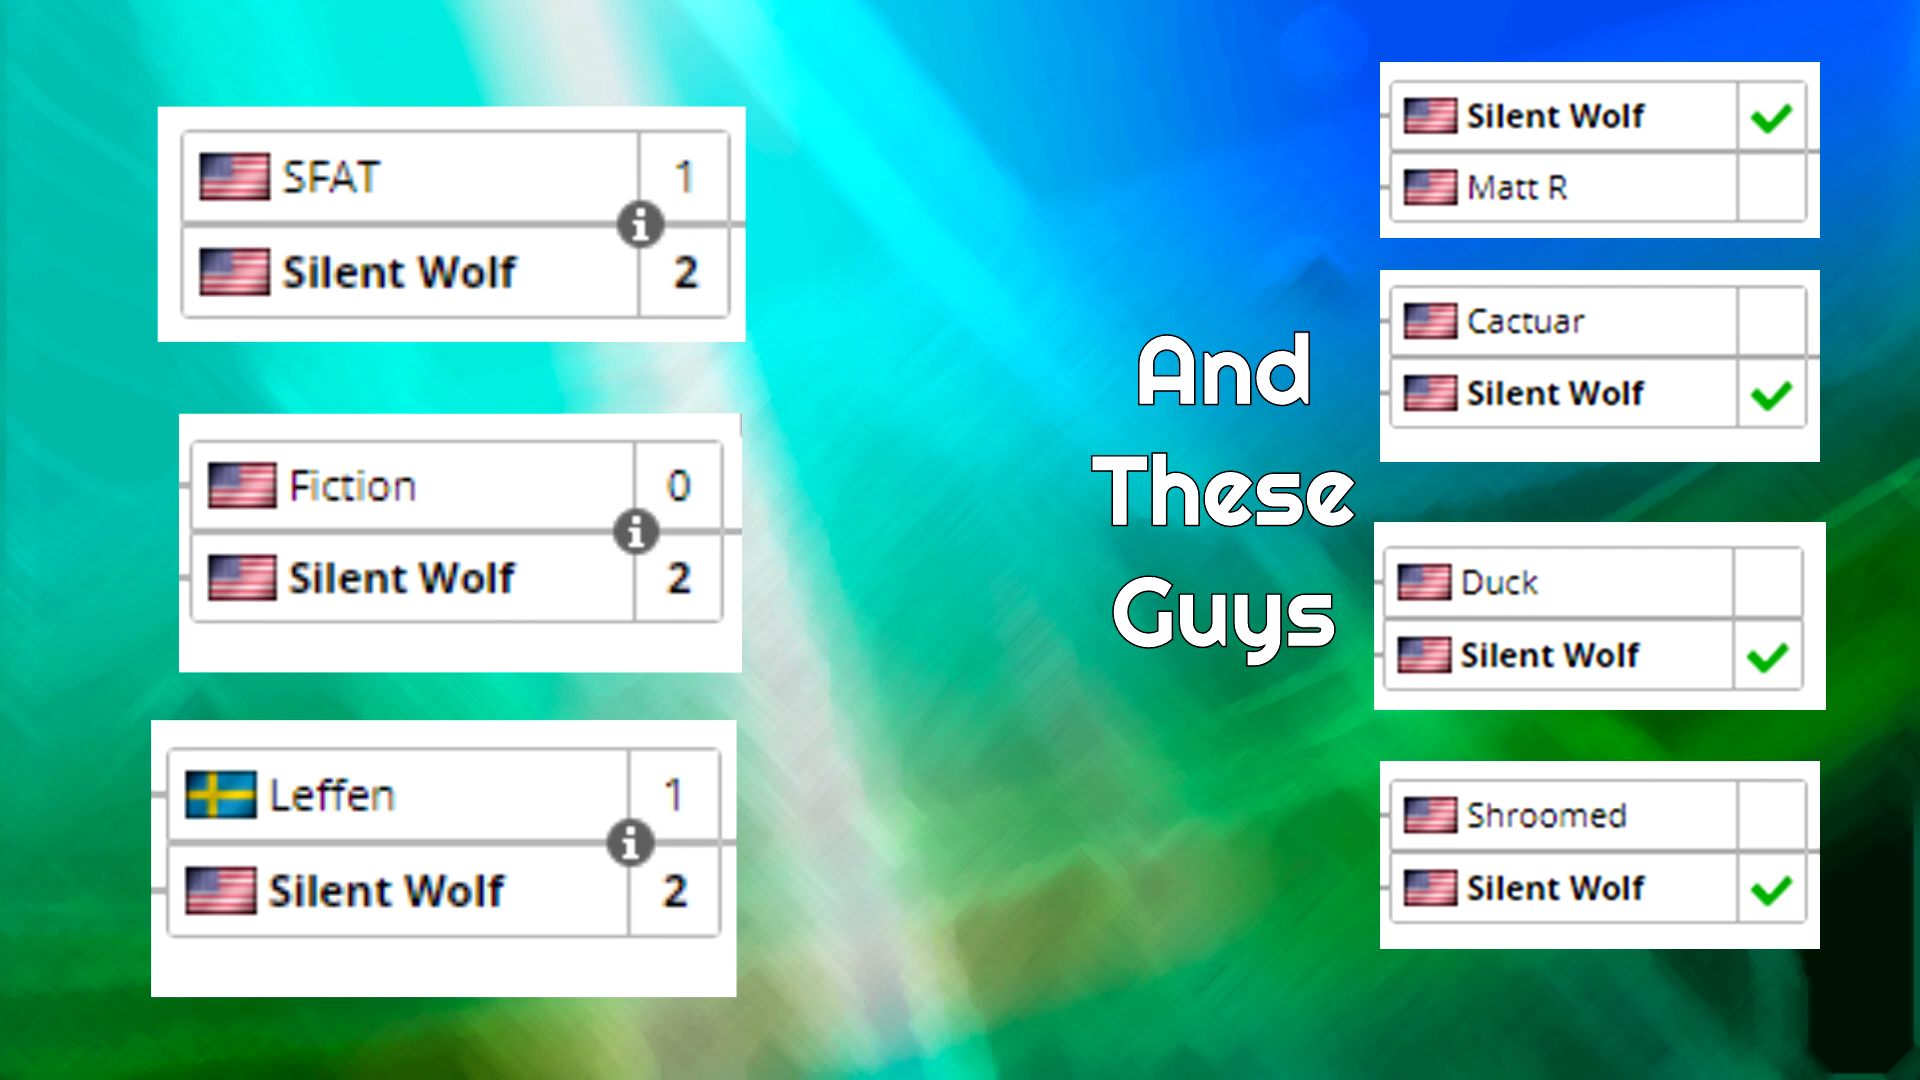 SFAT 1
Silent Wolf 2
Fiction 0
Silent Wolf 2
Leffen 1
Silent Wolf 2
And
These
Guys
Silent Wolf
Matt R
Cactuar
Silent Wolf
Duck
Silent Wolf
Shroomed
Silent Wolf